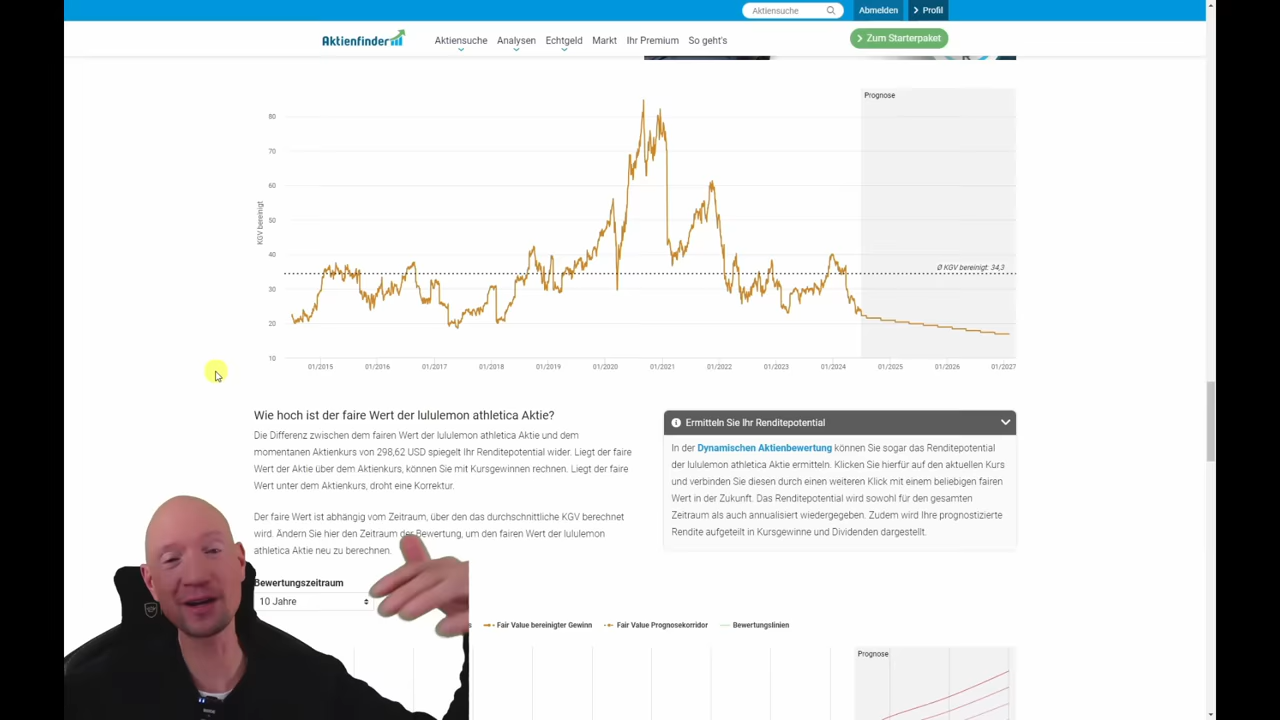 Aktiensuche
Abmelden
Profil
Aktienfinder
Aktiensuche Analysen Echtgeld Markt Ihr Premium So geht's
Zum Starterpaket
Prognose
80
70
60
50
40
30
20
10
KGV bereinigt
Ø KGV bereinigt: 34,3
01/2015 01/2016 01/2017 01/2018 01/2019 01/2020 01/2021 01/2022 01/2023 01/2024 01/2025 01/2026 01/2027
Wie hoch ist der faire Wert der lululemon athletica Aktie?
Die Differenz zwischen dem fairen Wert der lululemon athletica Aktie und dem
momentanen Aktienkurs von 298,62 USD spiegelt Ihr Renditepotential wider. Liegt der faire
Wert der Aktie über dem Aktienkurs, können Sie mit Kursgewinnen rechnen. Liegt der faire
Wert unter dem Aktienkurs, droht eine Korrektur.
Der faire Wert ist abhängig vom Zeitraum, über den das durchschnittliche KGV berechnet
wird. Ändern Sie hier den Zeitraum der Bewertung, um den fairen Wert der lululemon
athletica Aktie neu zu berechnen.
Bewertungszeitraum
10 Jahre
Ermitteln Sie Ihr Renditepotential
In der Dynamischen Aktienbewertung können Sie sogar das Renditepotential
der lululemon athletica Aktie ermitteln. Klicken Sie hierfür auf den aktuellen Kurs
und verbinden Sie diesen durch einen weiteren Klick mit einem beliebigen fairen
Wert in der Zukunft. Das Renditepotential wird sowohl für den gesamten
Zeitraum als auch annualisiert wiedergegeben. Zudem wird Ihre prognostizierte
Rendite aufgeteilt in Kursgewinne und Dividenden dargestellt.
Fair Value bereinigter Gewinn Fair Value Prognosekorridor Bewertungslinien
Prognose